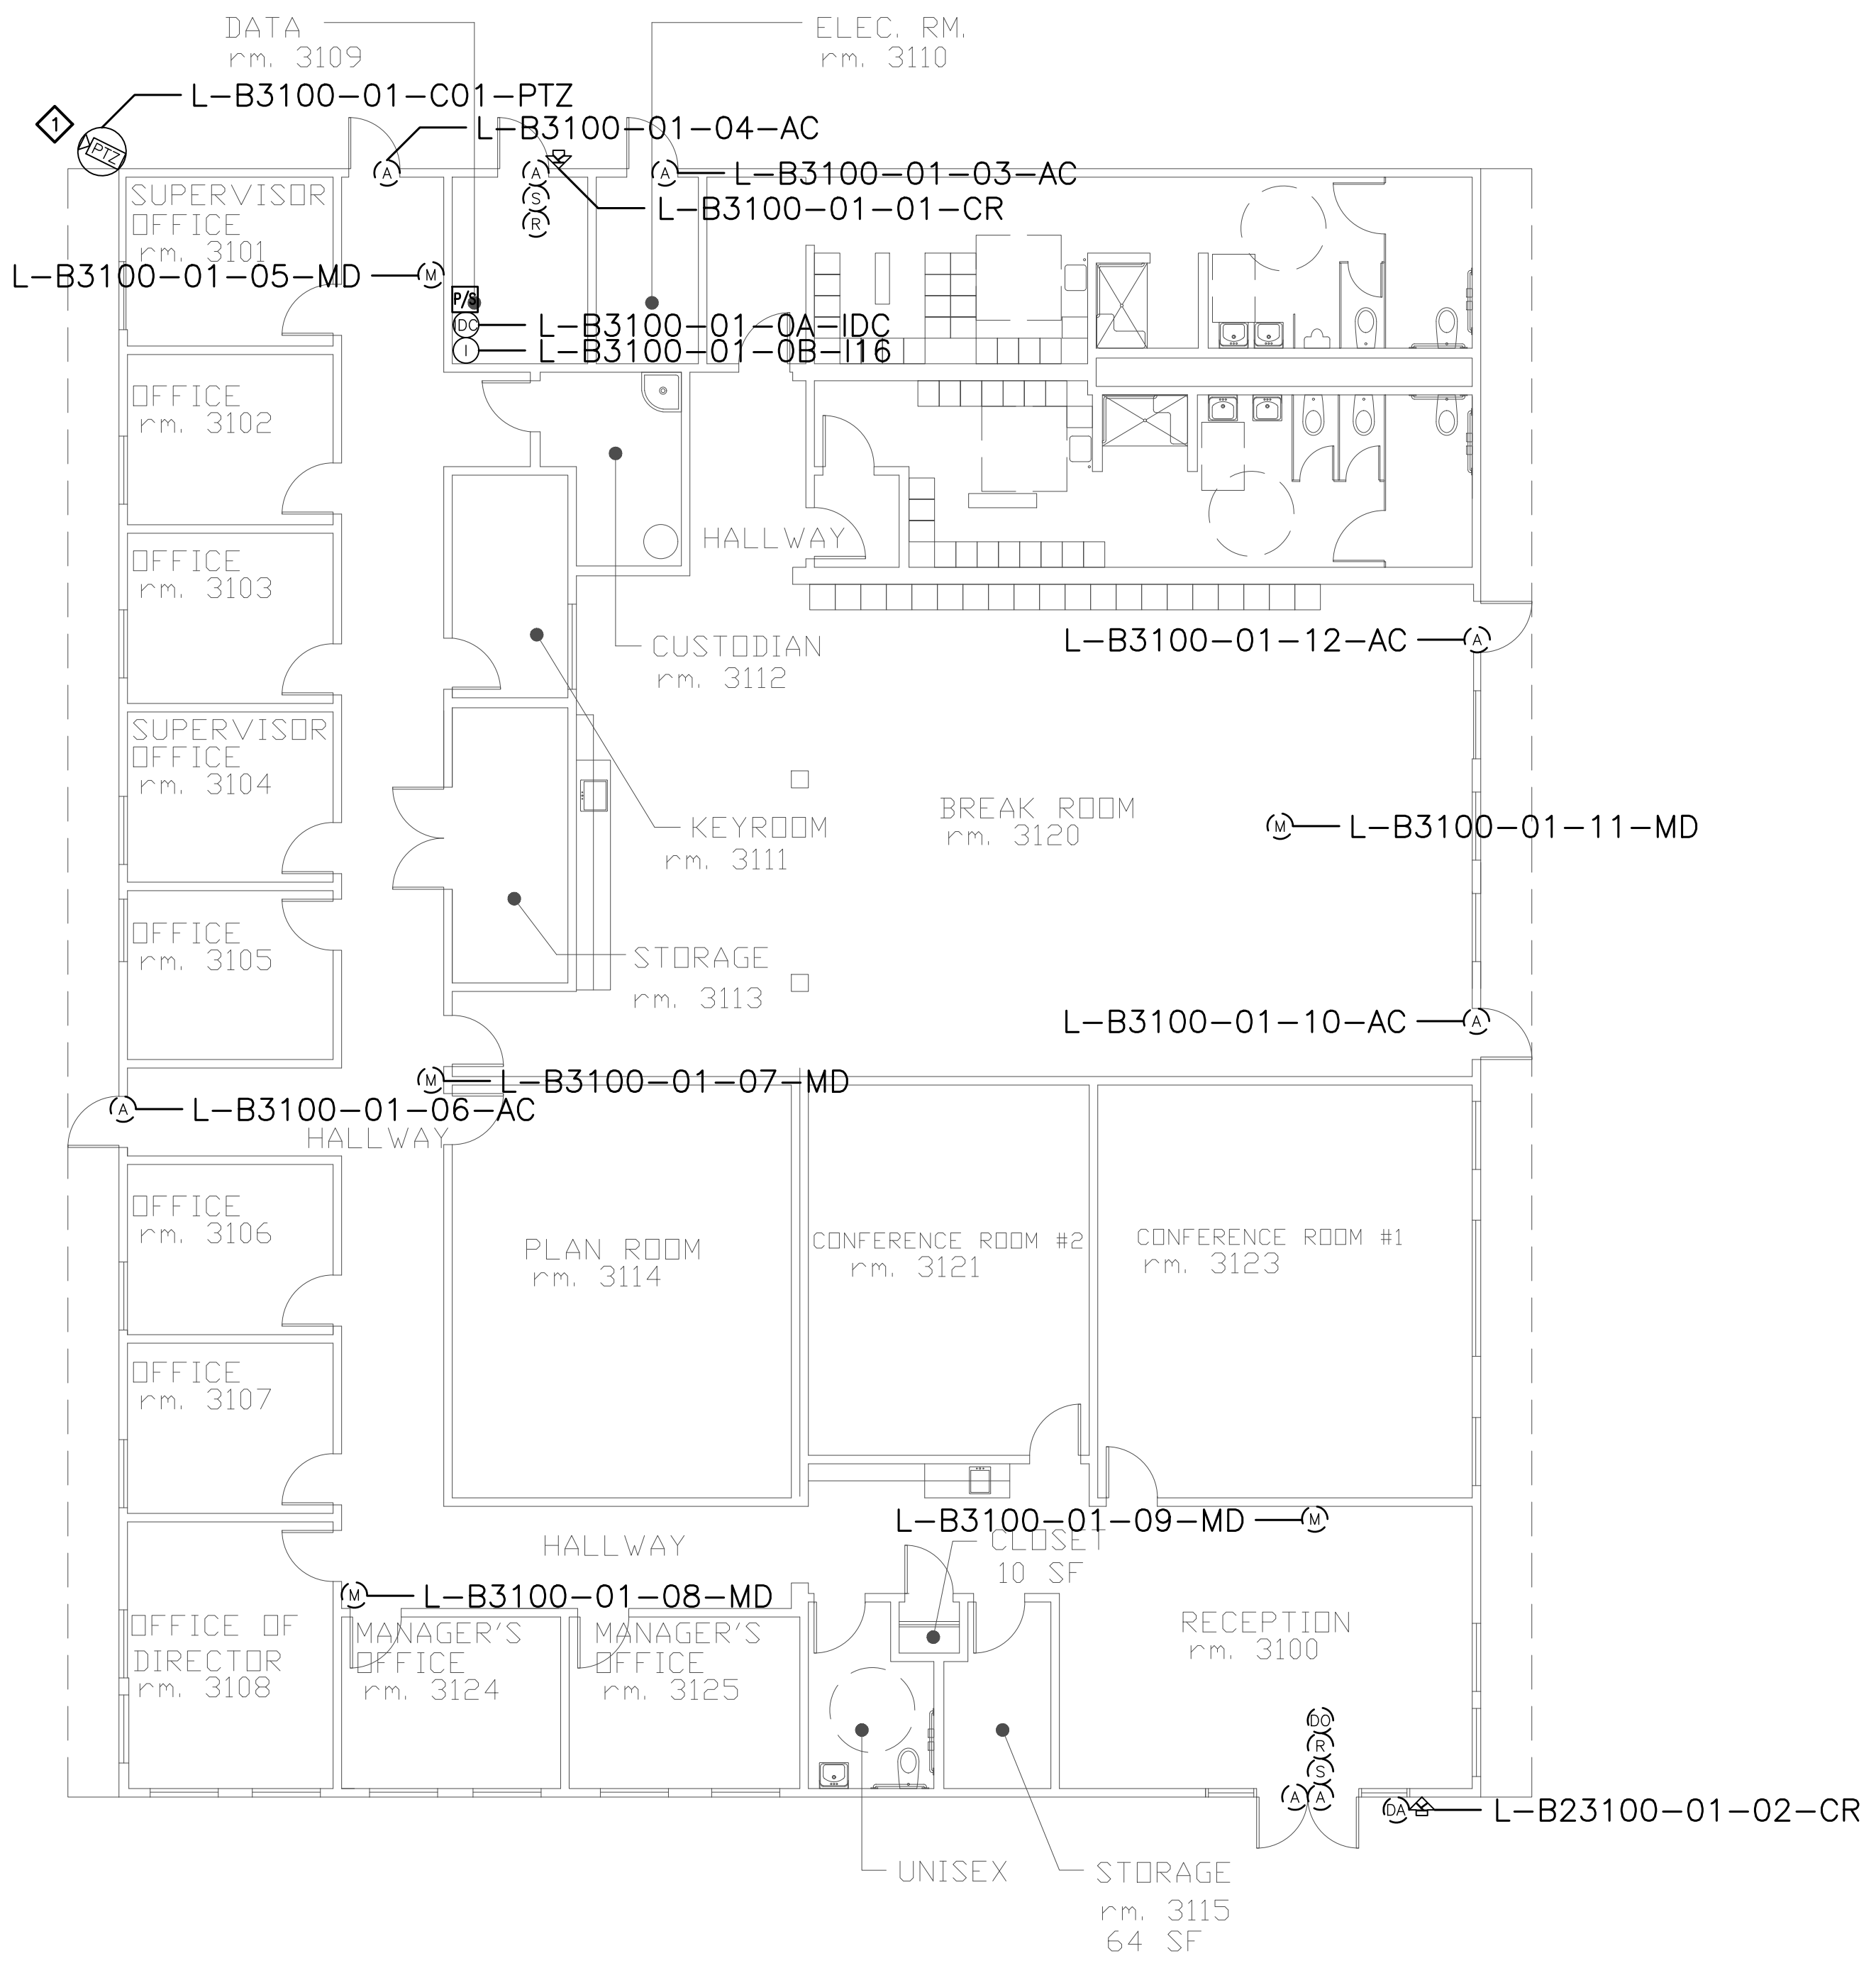 DATA
rm. 3109
ELEC. RM.
rm. 3110
L-B3100-01-C01-PTZ
1
PTZ
L-B3100-01-04-AC
A
A
A
L-B3100-01-03-AC
S
R
L-B3100-01-01-CR
SUPERVISOR
OFFICE
rm. 3101
L-B3100-01-05-MD
M
P/S
DC
L-B3100-01-0A-IDC
I
L-B3100-01-0B-I16
OFFICE
rm. 3102
HALLWAY
OFFICE
rm. 3103
CUSTODIAN
rm. 3112
L-B3100-01-12-AC
A
SUPERVISOR
OFFICE
rm. 3104
KEYROOM
rm. 3111
BREAK ROOM
rm. 3120
M
L-B3100-01-11-MD
OFFICE
rm. 3105
STORAGE
rm. 3113
L-B3100-01-10-AC
A
M
L-B3100-01-07-MD
A
L-B3100-01-06-AC
HALLWAY
OFFICE
rm. 3106
PLAN ROOM
rm. 3114
CONFERENCE ROOM #2
rm. 3121
CONFERENCE ROOM #1
rm. 3123
OFFICE
rm. 3107
L-B3100-01-09-MD
M
HALLWAY
CLOSET
10 SF
M
L-B3100-01-08-MD
OFFICE OF
DIRECTOR
rm. 3108
MANAGER'S
OFFICE
rm. 3124
MANAGER'S
OFFICE
rm. 3125
RECEPTION
rm. 3100
DO
R
S
A
A
DA
L-B23100-01-02-CR
UNISEX
STORAGE
rm. 3115
64 SF